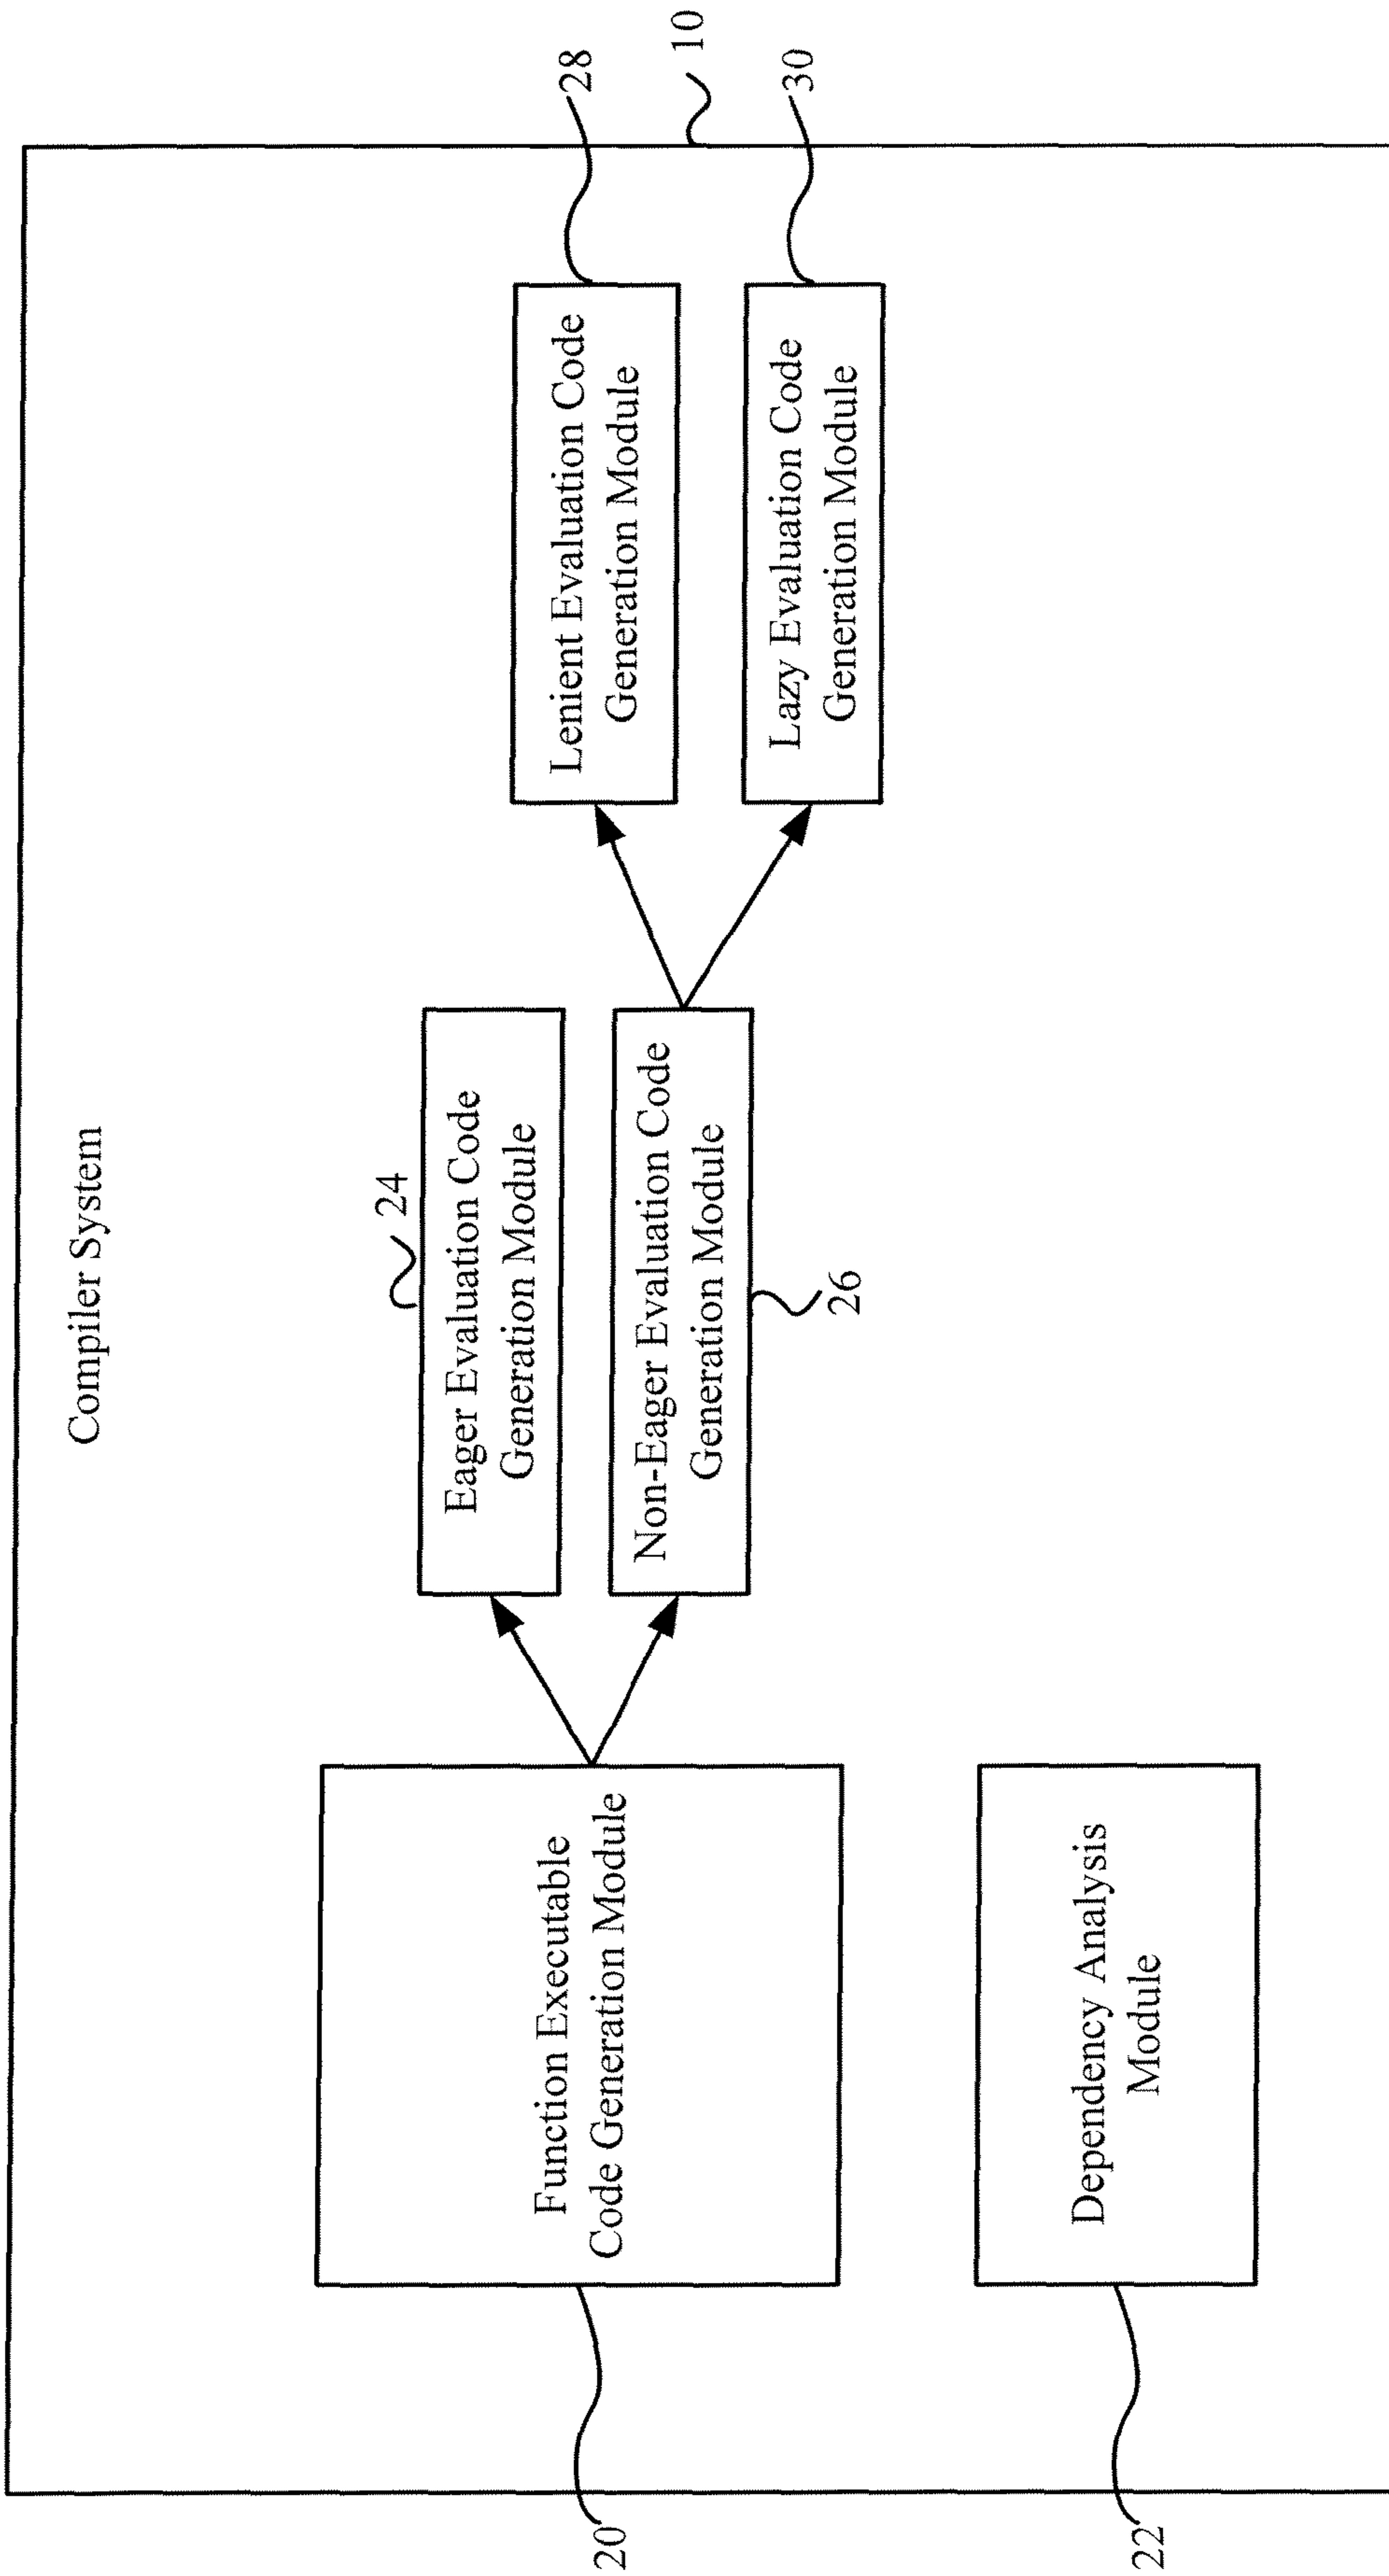 Compiler System
10
24
Eager Evaluation Code
Generation Module
28
Lenient Evaluation Code
Generation Module
20
Function Executable
Code Generation Module
Non-Eager Evaluation Code
Generation Module
26
Lazy Evaluation Code
Generation Module
30
22
Dependency Analysis
Module